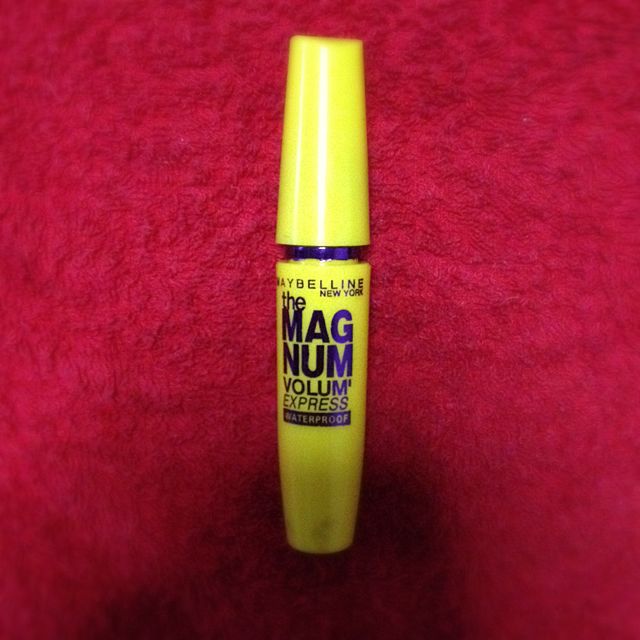 MAYBELLINE
NEW YORK
the
MAG
NUM
VOLUM'
EXPRESS
WATERPROOF